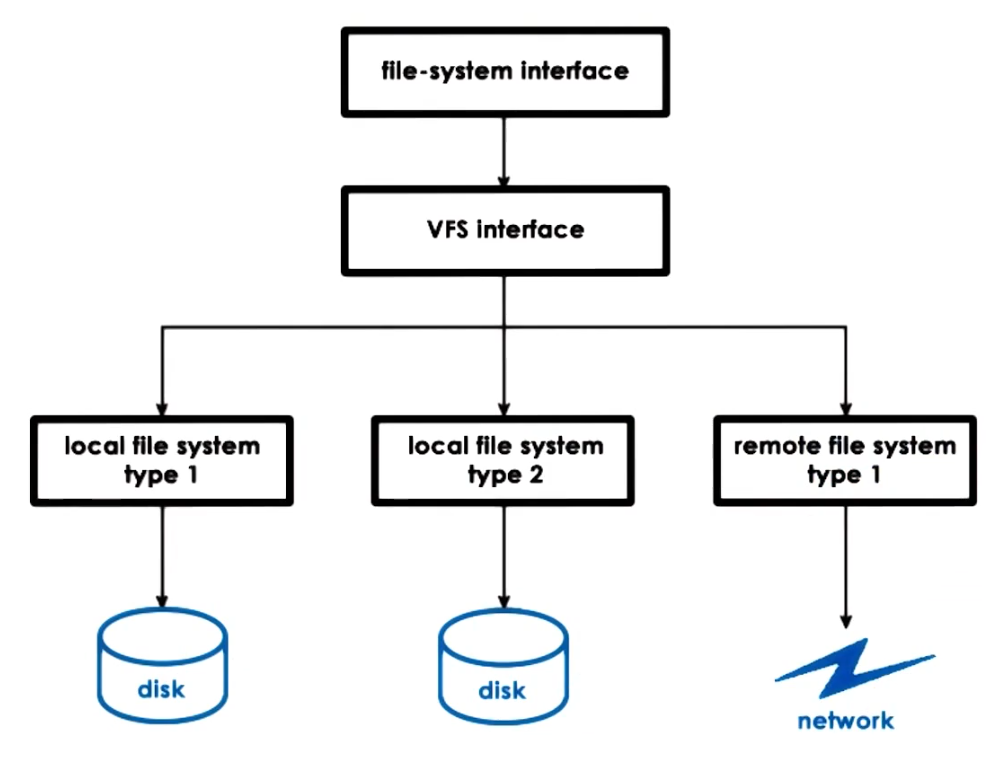 file-system interface
VFS interface
local file system
type 1
local file system
type 2
remote file system
type 1
disk
disk
network